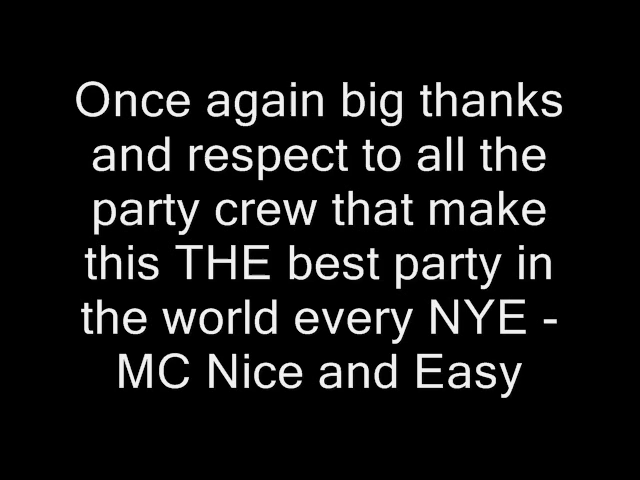 Once again big thanks
and respect to all the
party crew that make
this THE best party in
the world every NYE -
MC Nice and Easy